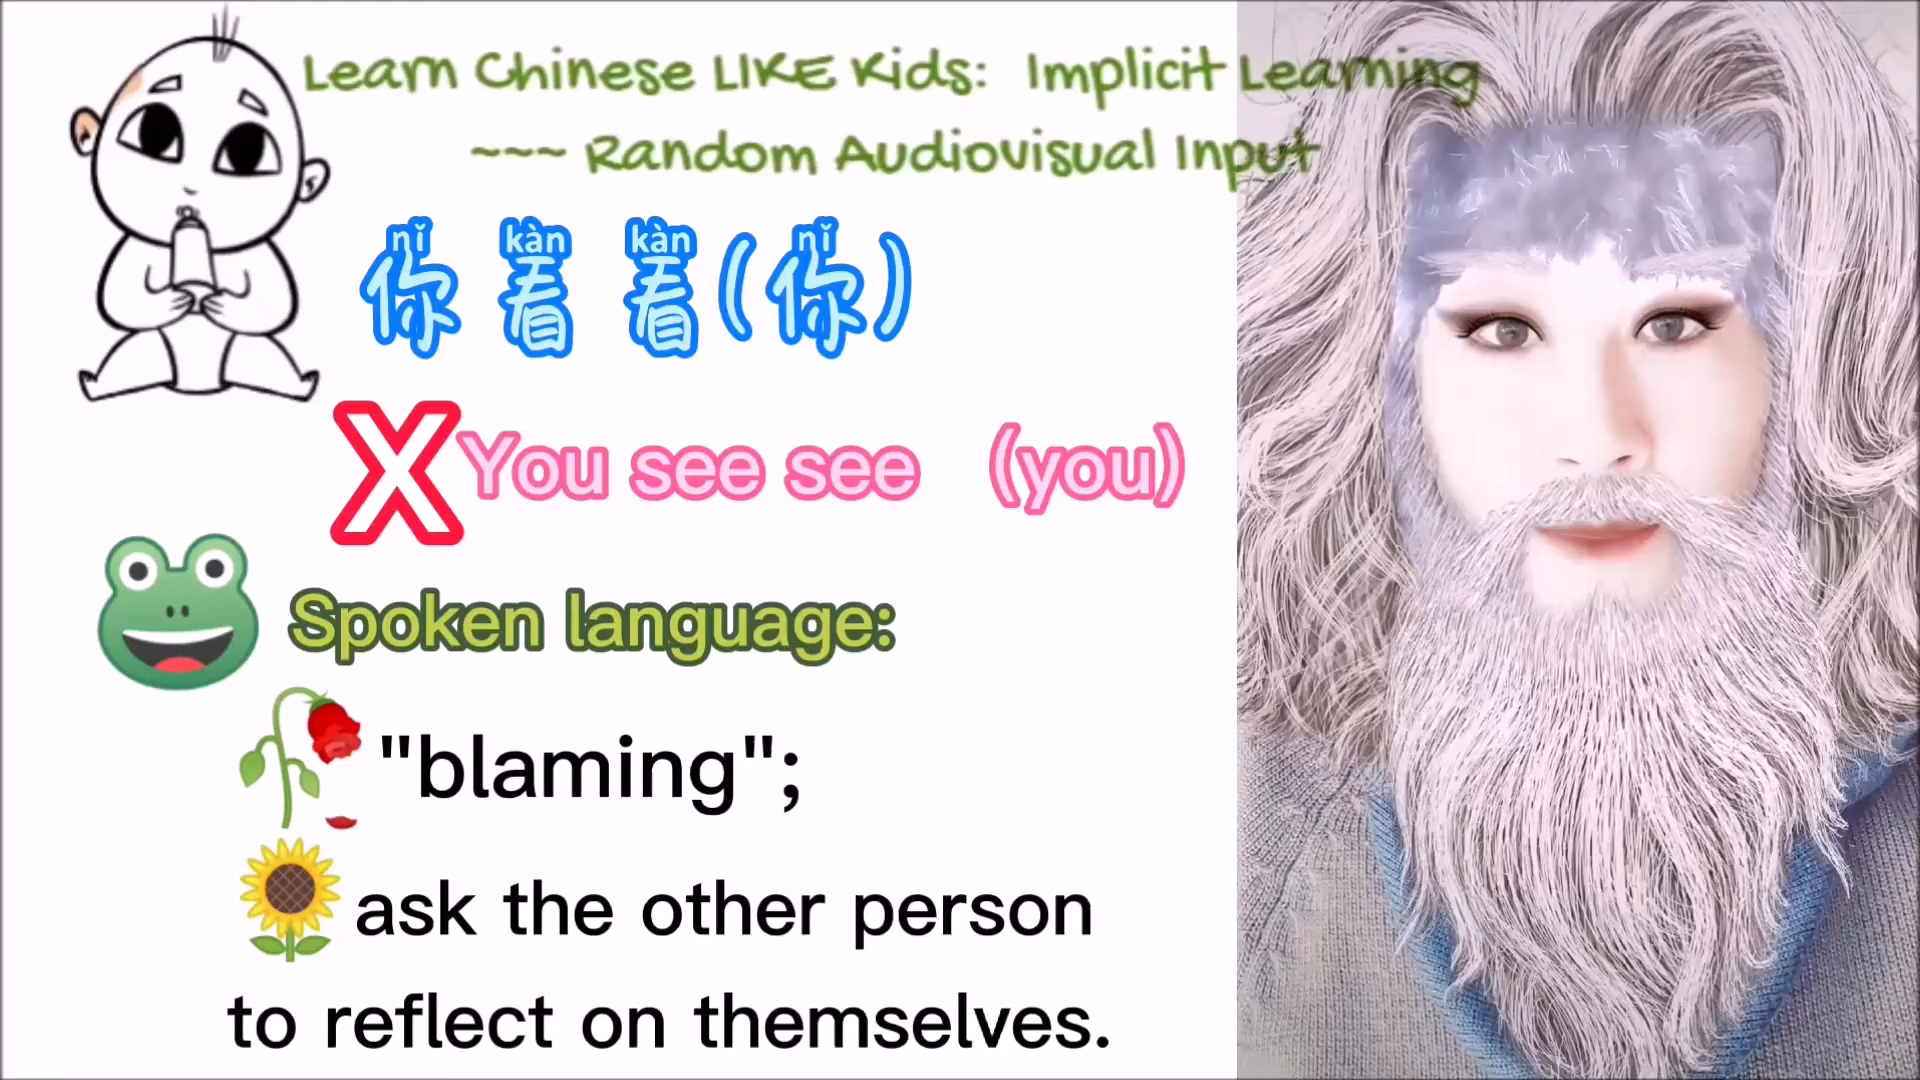 Learn Chinese LIKE Kids: Implicit Learning
~~~ Random Audiovisual Input
nǐ kàn kàn nǐ
你 看 看 (你)
X You see see (you)
Spoken language:
"blaming";
ask the other person
to reflect on themselves.